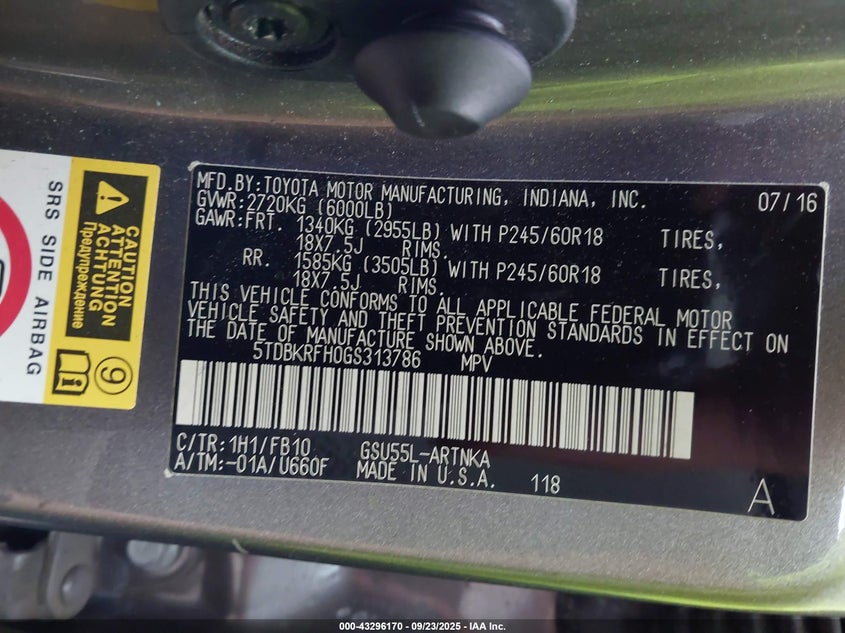 MFD.BY:TOYOTA MOTOR MANUFACTURING, INDIANA, INC. 07/16
GVWR:2720KG (6000LB)
GAWR:FRT. 1340KG (2955LB) WITH P245/60R18 TIRES,
18X7.5J RIMS.
RR. 1585KG (3505LB) WITH P245/60R18 TIRES,
18X7.5J RIMS.
THIS VEHICLE CONFORMS TO ALL APPLICABLE FEDERAL MOTOR
VEHICLE SAFETY AND THEFT PREVENTION STANDARDS IN EFFECT ON
THE DATE OF MANUFACTURE SHOWN ABOVE.
5TDBKRFH0GS313786 MPV
C/TR:1H1/FB10 GSU55L-ARTNKA
A/TM:-01A/U660F MADE IN U.S.A. 118
A
CAUTION
ATTENTION
ACHTUNG
Предупреждение
9
SRS SIDE AIRBAG
000-43296170 - 09/23/2025 - IAA Inc.